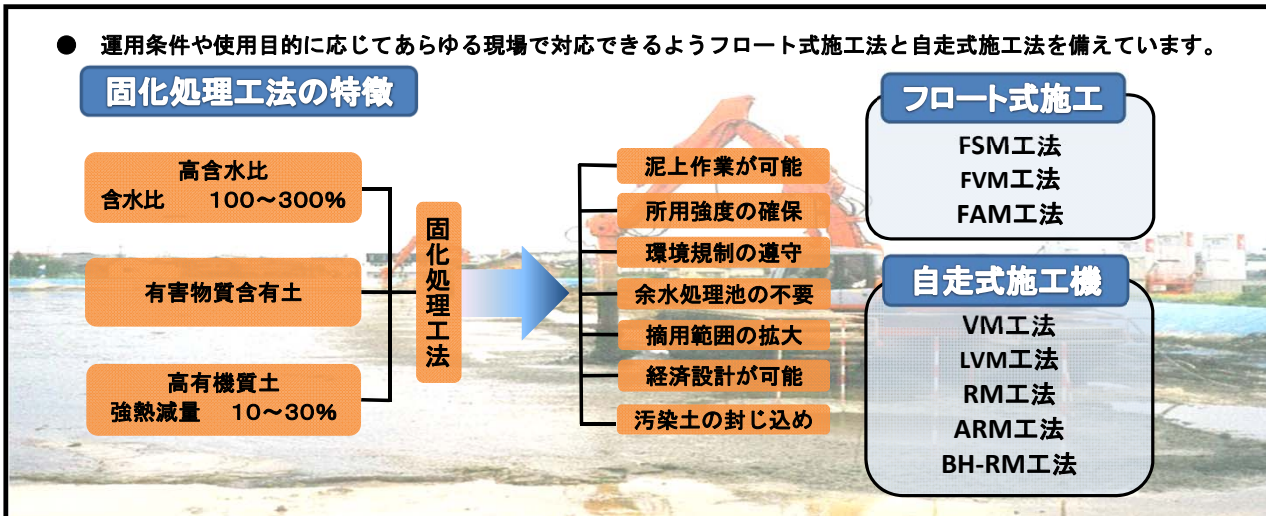 ● 運用条件や使用目的に応じてあらゆる現場で対応できるようフロート式施工法と自走式施工法を備えています。
固化処理工法の特徴
高含水比
含水比 100～300%
有害物質含有土
高有機質土
強熱減量 10～30%
固化処理工法
泥上作業が可能
所用強度の確保
環境規制の遵守
余水処理池の不要
摘用範囲の拡大
経済設計が可能
汚染土の封じ込め
フロート式施工
FSM工法
FVM工法
FAM工法
自走式施工機
VM工法
LVM工法
RM工法
ARM工法
BH-RM工法